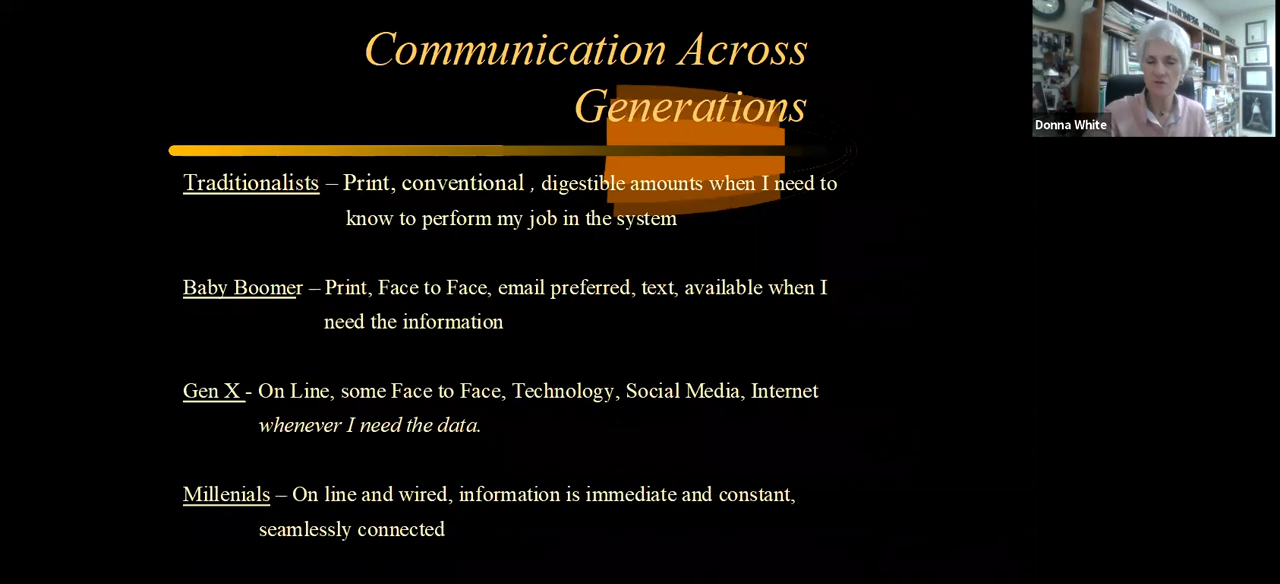 Communication Across
Generations
Donna White
Traditionalists – Print, conventional , digestible amounts when I need to
know to perform my job in the system
Baby Boomer – Print, Face to Face, email preferred, text, available when I
need the information
Gen X - On Line, some Face to Face, Technology, Social Media, Internet
whenever I need the data.
Millenials – On line and wired, information is immediate and constant,
seamlessly connected